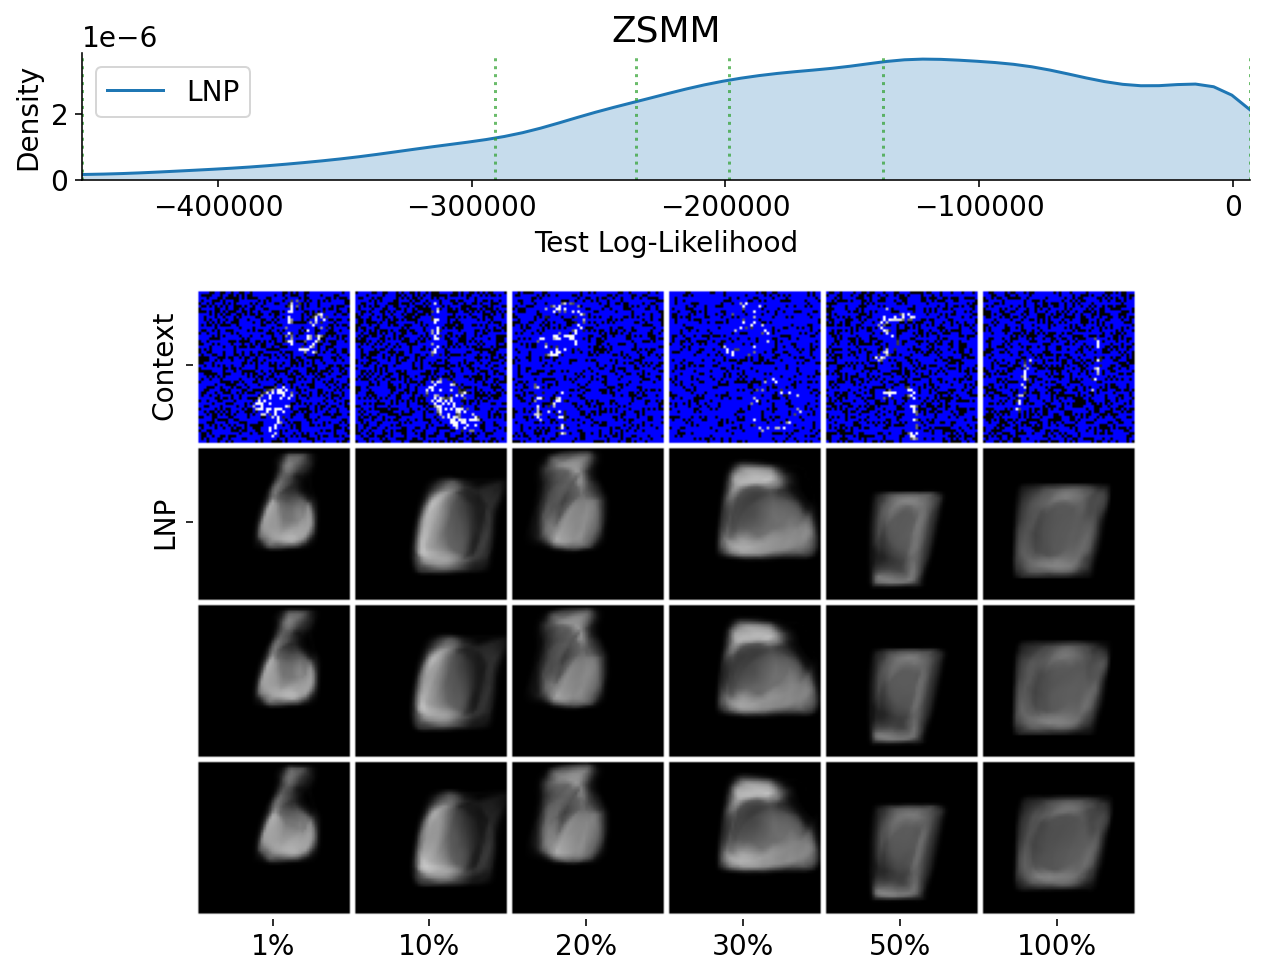 ZSMM
1e−6
LNP
Density
2
0
−400000 −300000 −200000 −100000 0
Test Log-Likelihood
Context
LNP
1% 10% 20% 30% 50% 100%